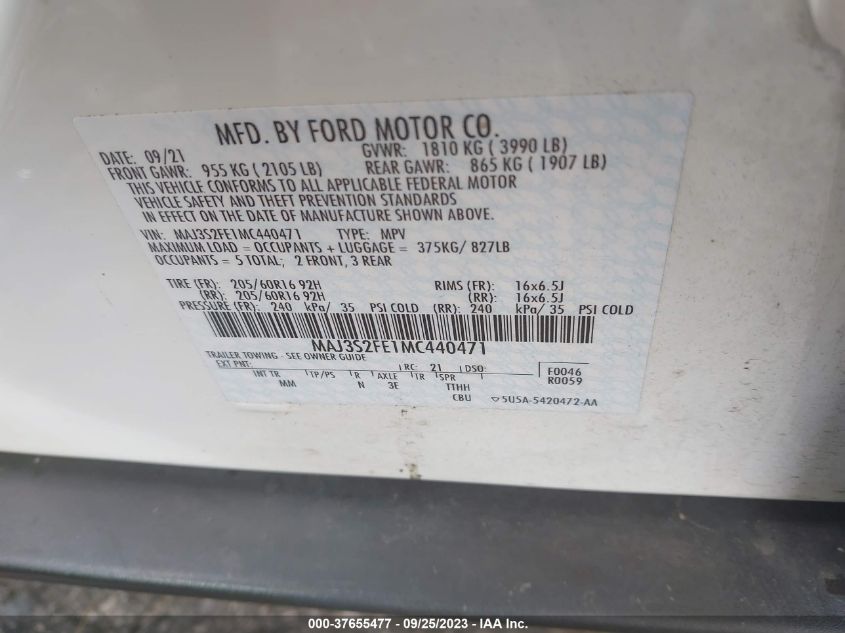 MFD. BY FORD MOTOR CO.
DATE: 09/21 GVWR: 1810 KG ( 3990 LB)
FRONT GAWR: 955 KG ( 2105 LB) REAR GAWR: 865 KG ( 1907 LB)
THIS VEHICLE CONFORMS TO ALL APPLICABLE FEDERAL MOTOR
VEHICLE SAFETY AND THEFT PREVENTION STANDARDS
IN EFFECT ON THE DATE OF MANUFACTURE SHOWN ABOVE.
VIN: MAJ3S2FE1MC440471 TYPE: MPV
MAXIMUM LOAD = OCCUPANTS + LUGGAGE = 375KG/ 827LB
OCCUPANTS = 5 TOTAL; 2 FRONT, 3 REAR
TIRE (FR): 205/60R16 92H RIMS (FR): 16x6.5J
(RR): 205/60R16 92H (RR): 16x6.5J
PRESSURE (FR): 240 kPa/ 35 PSI COLD (RR): 240 kPa/ 35 PSI COLD
MAJ3S2FE1MC440471
TRAILER TOWING - SEE OWNER GUIDE
EXT PNT: RC: 21 DSO: F0046
INT TR TP/PS R AXLE TR SPR R0059
MM N 3E TTHH
CBU 5U5A-5420472-AA
000-37655477 - 09/25/2023 - IAA Inc.